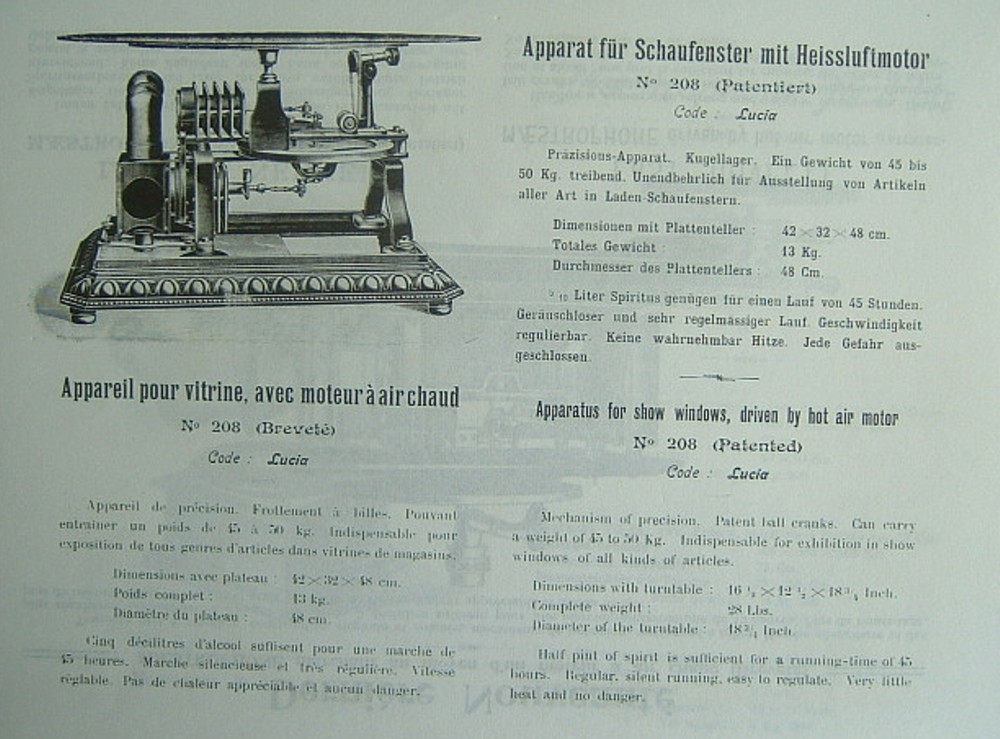 Apparat für Schaufenster mit Heissluftmotor
No 208 (Patentiert)
Code : Lucia
Präzisions-Apparat. Kugellager. Ein Gewicht von 45 bis
50 Kg. treibend. Unendbehrlich für Ausstellung von Artikeln
aller Art in Laden-Schaufenstern.
Dimensionen mit Plattenteller : 42×32×48 cm.
Totales Gewicht : 13 Kg.
Durchmesser des Plattentellers : 48 Cm.
5/10 Liter Spiritus genügen für einen Lauf von 45 Stunden.
Geräuschloser und sehr regelmässiger Lauf. Geschwindigkeit
regulierbar. Keine wahrnehmbar Hitze. Jede Gefahr aus-
geschlossen.
Appareil pour vitrine, avec moteur à air chaud
No 208 (Breveté)
Code : Lucia
Appareil de précision. Frottement à billes. Pouvant
entrainer un poids de 45 à 50 kg. Indispensable pour
exposition de tous genres d'articles dans vitrines de magasins.
Dimensions avec plateau : 42×32×48 cm.
Poids complet : 13 kg.
Diamètre du plateau : 48 cm.
Cinq décilitres d'alcool suffisent pour une marche de
45 heures. Marche silencieuse et très régulière. Vitesse
réglable. Pas de chaleur appréciable et aucun danger.
Apparatus for show windows, driven by hot air motor
No 208 (Patented)
Code : Lucia
Mechanism of precision. Patent ball cranks. Can carry
a weight of 45 to 50 Kg. Indispensable for exhibition in show
windows of all kinds of articles.
Dimensions with turntable : 16 1/2 ×12 1/2 ×18 3/4 Inch.
Complete weight : 28 Lbs.
Diameter of the turntable : 18 3/4 Inch.
Half pint of spirit is sufficient for a running-time of 45
hours. Regular, silent running, easy to regulate. Very little
heat and no danger.